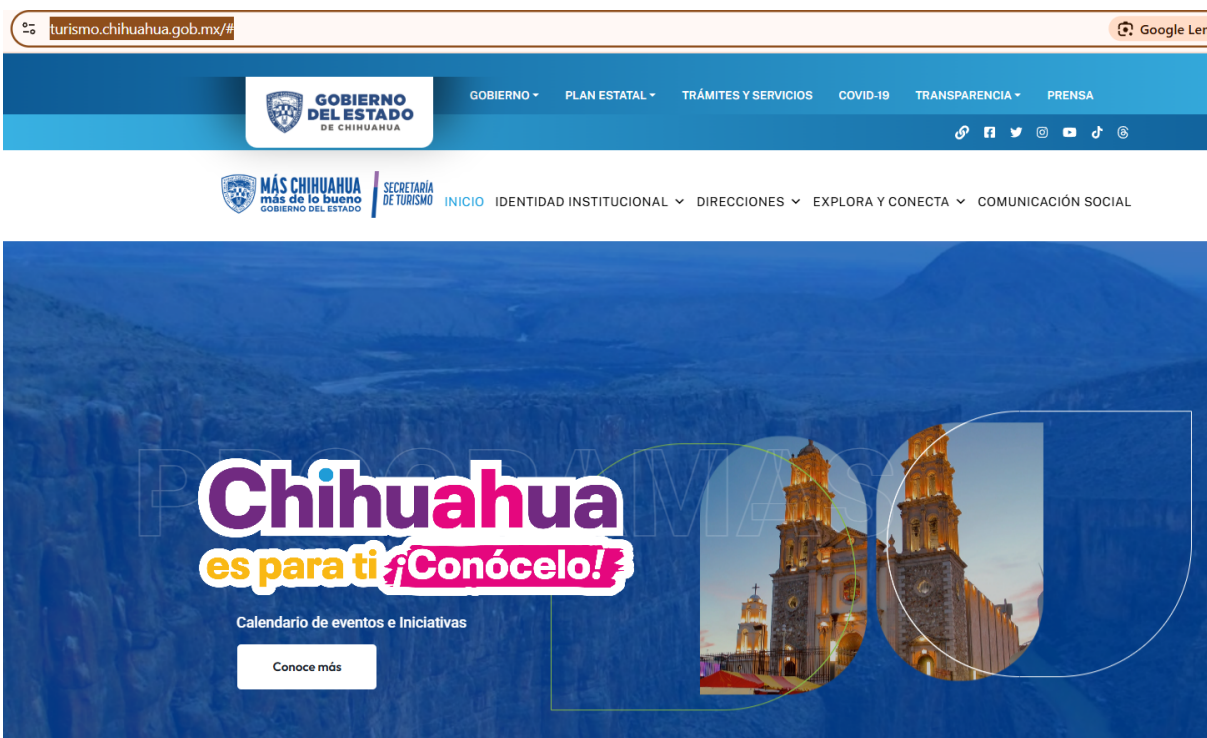 turismo.chihuahua.gob.mx/#
Google Ler
GOBIERNO
DEL ESTADO
DE CHIHUAHUA
GOBIERNO PLAN ESTATAL TRÁMITES Y SERVICIOS COVID-19 TRANSPARENCIA PRENSA
MÁS CHIHUAHUA
más de lo bueno
GOBIERNO DEL ESTADO
SECRETARÍA
DE TURISMO
INICIO IDENTIDAD INSTITUCIONAL DIRECCIONES EXPLORA Y CONECTA COMUNICACIÓN SOCIAL
PROGRAMAS
Chihuahua
es para ti ¡Conócelo!
Calendario de eventos e Iniciativas
Conoce más